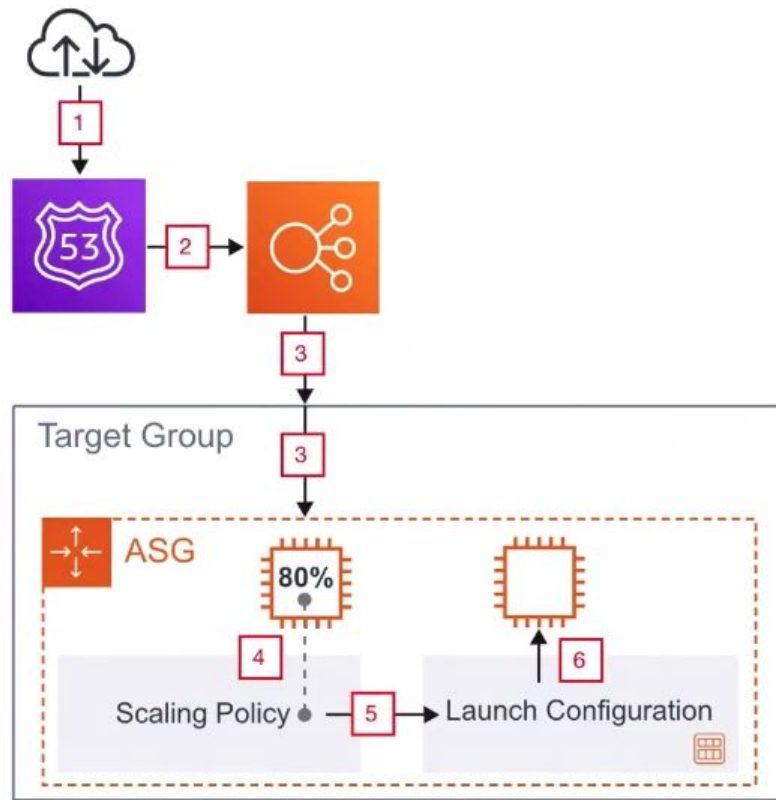 1
53
2
3
Target Group
3
ASG
80%
4
6
Scaling Policy
5
Launch Configuration